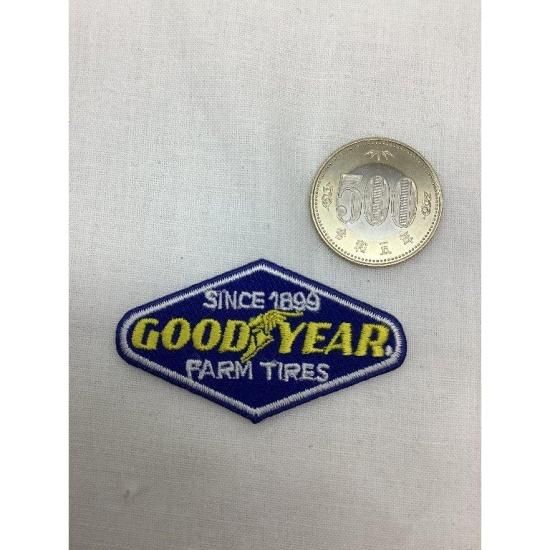 500
SINCE 1899
GOODYEAR
FARM TIRES